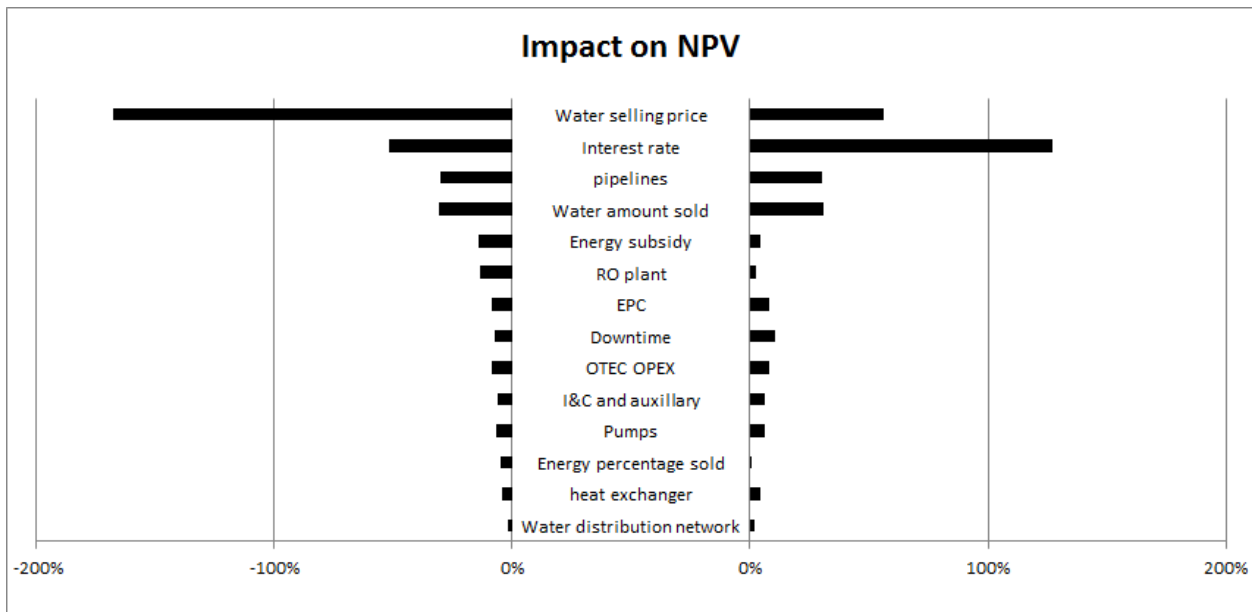 Impact on NPV
Water selling price
Interest rate
pipelines
Water amount sold
Energy subsidy
RO plant
EPC
Downtime
OTEC OPEX
I&C and auxillary
Pumps
Energy percentage sold
heat exchanger
Water distribution network
-200% -100% 0% 0% 100% 200%